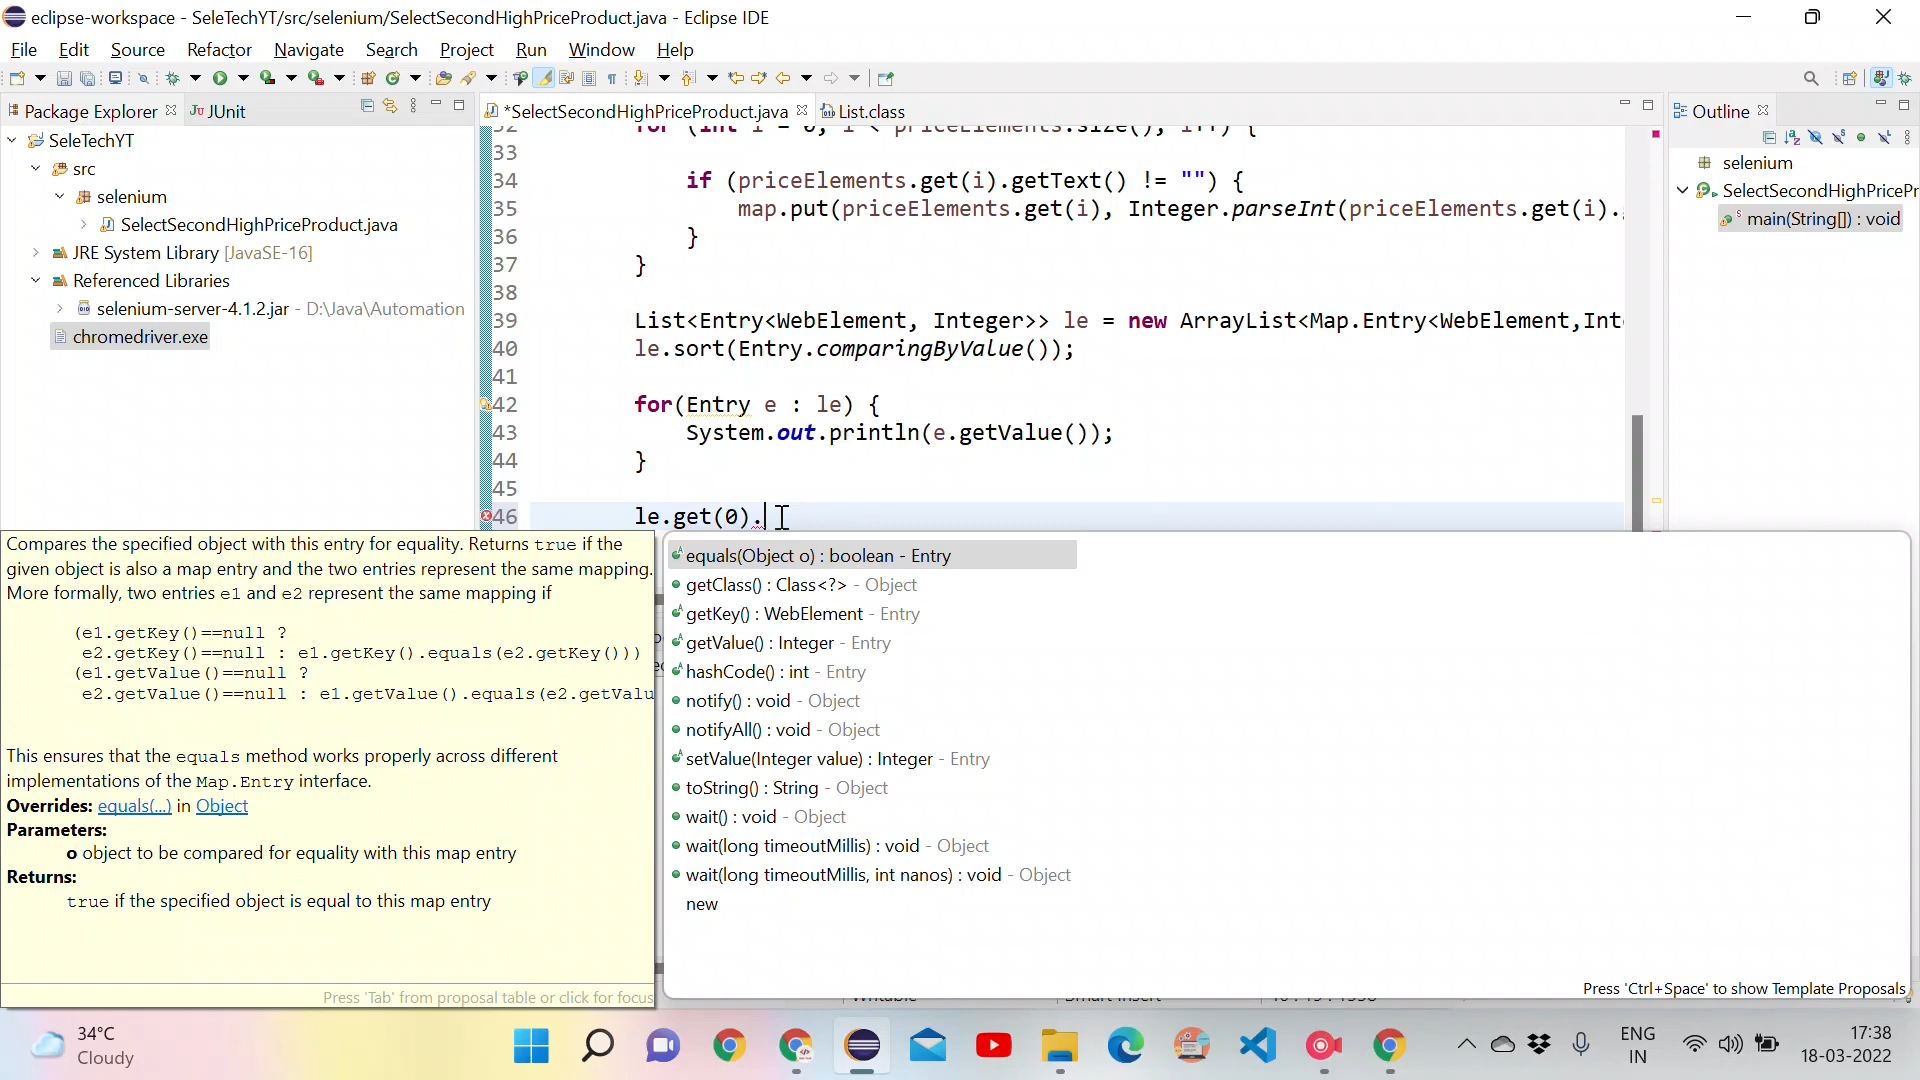 eclipse-workspace - SeleTechYT/src/selenium/SelectSecondHighPriceProduct.java - Eclipse IDE
File Edit Source Refactor Navigate Search Project Run Window Help
Package Explorer JUnit
*SelectSecondHighPriceProduct.java List.class
Outline
SeleTechYT
src
selenium
SelectSecondHighPriceProduct.java
JRE System Library [JavaSE-16]
Referenced Libraries
selenium-server-4.1.2.jar - D:\Java\Automation
chromedriver.exe
32 for (int i = 0; i < priceElements.size(); i++) {
33
34 if (priceElements.get(i).getText() != "") {
35 map.put(priceElements.get(i), Integer.parseInt(priceElements.get(i).
36 }
37 }
38
39 List<Entry<WebElement, Integer>> le = new ArrayList<Map.Entry<WebElement,Int
40 le.sort(Entry.comparingByValue());
41
42 for(Entry e : le) {
43 System.out.println(e.getValue());
44 }
45
46 le.get(0).
selenium
SelectSecondHighPricePr
main(String[]) : void
Compares the specified object with this entry for equality. Returns true if the
given object is also a map entry and the two entries represent the same mapping.
More formally, two entries e1 and e2 represent the same mapping if
(e1.getKey()==null ?
e2.getKey()==null : e1.getKey().equals(e2.getKey()))
(e1.getValue()==null ?
e2.getValue()==null : e1.getValue().equals(e2.getValu
This ensures that the equals method works properly across different
implementations of the Map.Entry interface.
Overrides: equals(...) in Object
Parameters:
o object to be compared for equality with this map entry
Returns:
true if the specified object is equal to this map entry
Press 'Tab' from proposal table or click for focus
equals(Object o) : boolean - Entry
getClass() : Class<?> - Object
getKey() : WebElement - Entry
getValue() : Integer - Entry
hashCode() : int - Entry
notify() : void - Object
notifyAll() : void - Object
setValue(Integer value) : Integer - Entry
toString() : String - Object
wait() : void - Object
wait(long timeoutMillis) : void - Object
wait(long timeoutMillis, int nanos) : void - Object
new
Press 'Ctrl+Space' to show Template Proposals
34°C
Cloudy
ENG
IN
17:38
18-03-2022